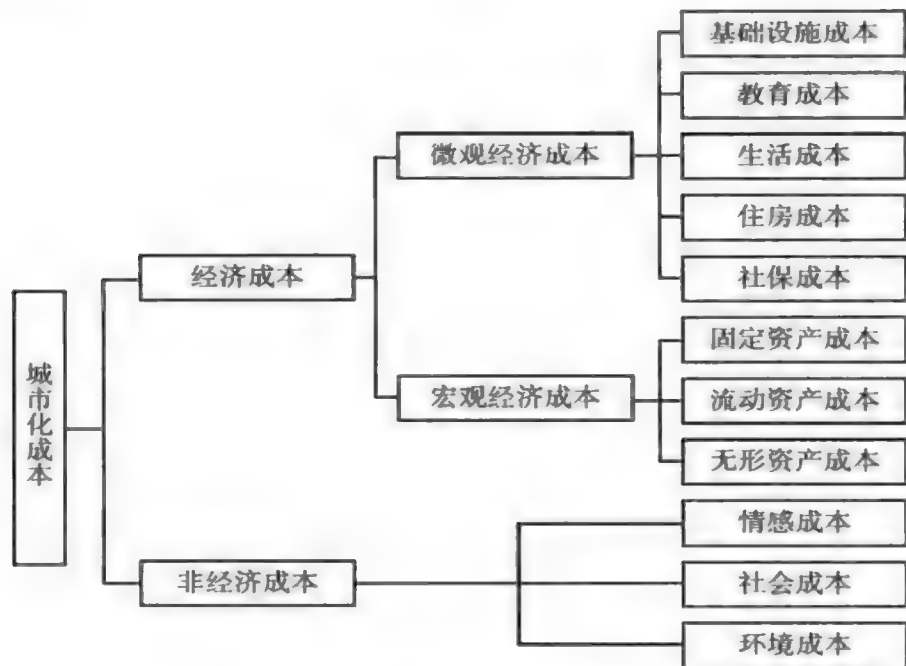 城市化成本
经济成本
微观经济成本
基础设施成本
教育成本
生活成本
住房成本
社保成本
宏观经济成本
固定资产成本
流动资产成本
无形资产成本
非经济成本
情感成本
社会成本
环境成本